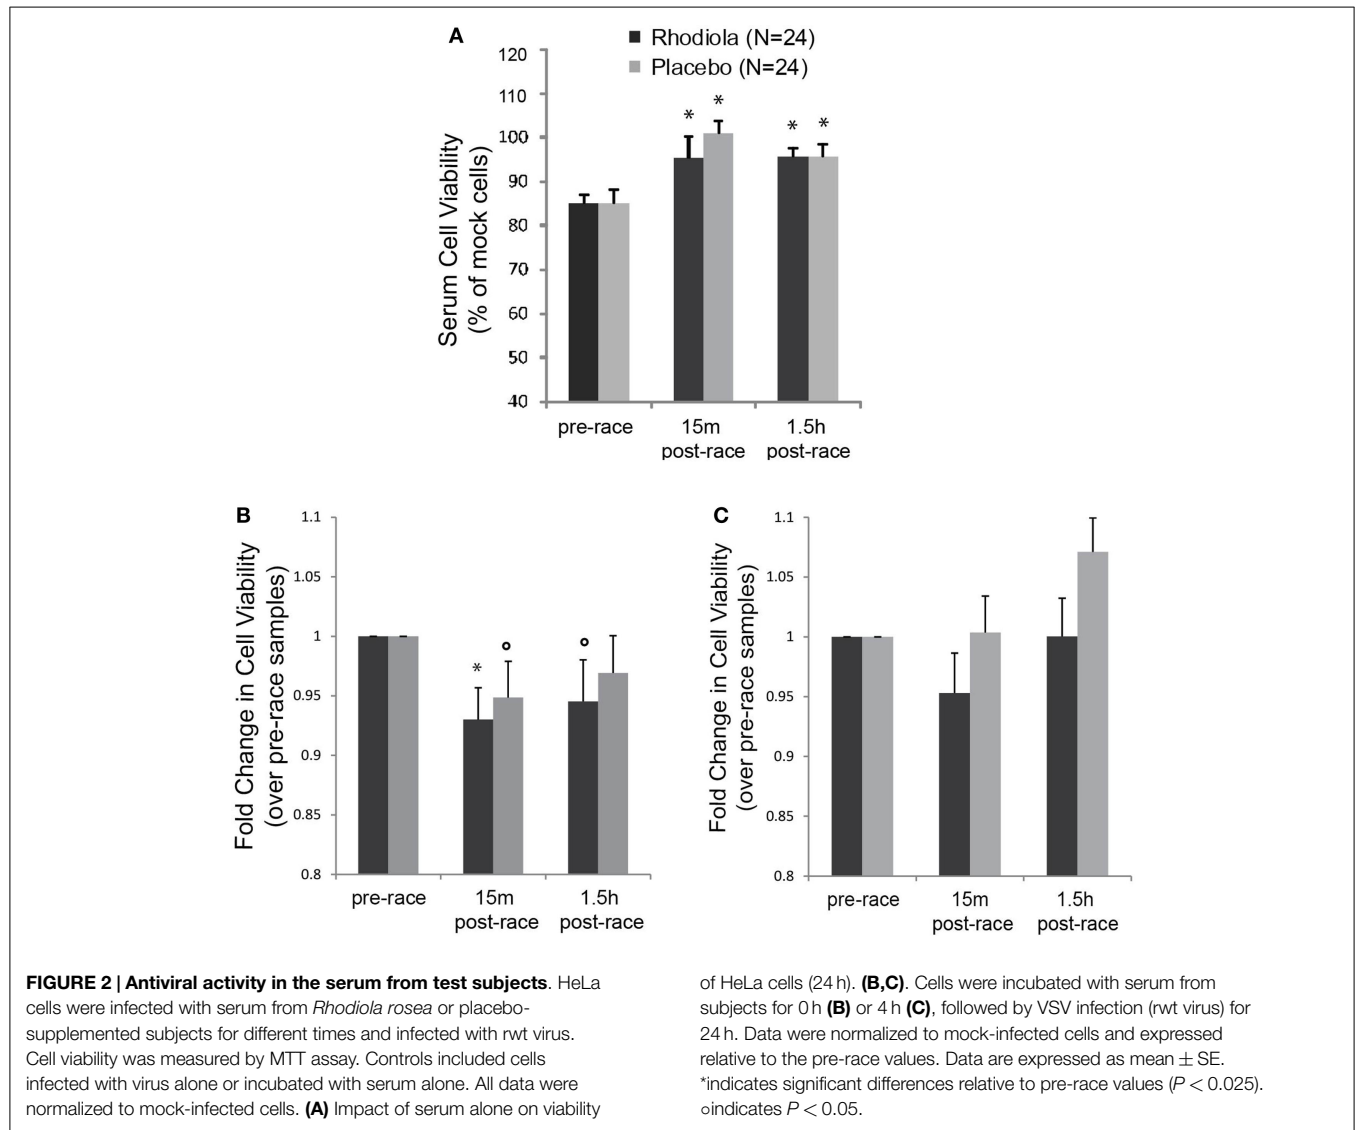 A
Rhodiola (N=24)
Placebo (N=24)
Serum Cell Viability
(% of mock cells)
120
110
100
90
80
70
60
50
40
* *
* *
pre-race
15m
post-race
1.5h
post-race
B
Fold Change in Cell Viability
(over pre-race samples)
1.1
1.05
1
0.95
0.9
0.85
0.8
*
o
o
pre-race
15m
post-race
1.5h
post-race
C
Fold Change in Cell Viability
(over pre-race samples)
1.1
1.05
1
0.95
0.9
0.85
0.8
pre-race
15m
post-race
1.5h
post-race
FIGURE 2 | Antiviral activity in the serum from test subjects. HeLa
cells were infected with serum from Rhodiola rosea or placebo-
supplemented subjects for different times and infected with rwt virus.
Cell viability was measured by MTT assay. Controls included cells
infected with virus alone or incubated with serum alone. All data were
normalized to mock-infected cells. (A) Impact of serum alone on viability
of HeLa cells (24 h). (B,C). Cells were incubated with serum from
subjects for 0 h (B) or 4 h (C), followed by VSV infection (rwt virus) for
24 h. Data were normalized to mock-infected cells and expressed
relative to the pre-race values. Data are expressed as mean ± SE.
*indicates significant differences relative to pre-race values (P < 0.025).
○indicates P < 0.05.